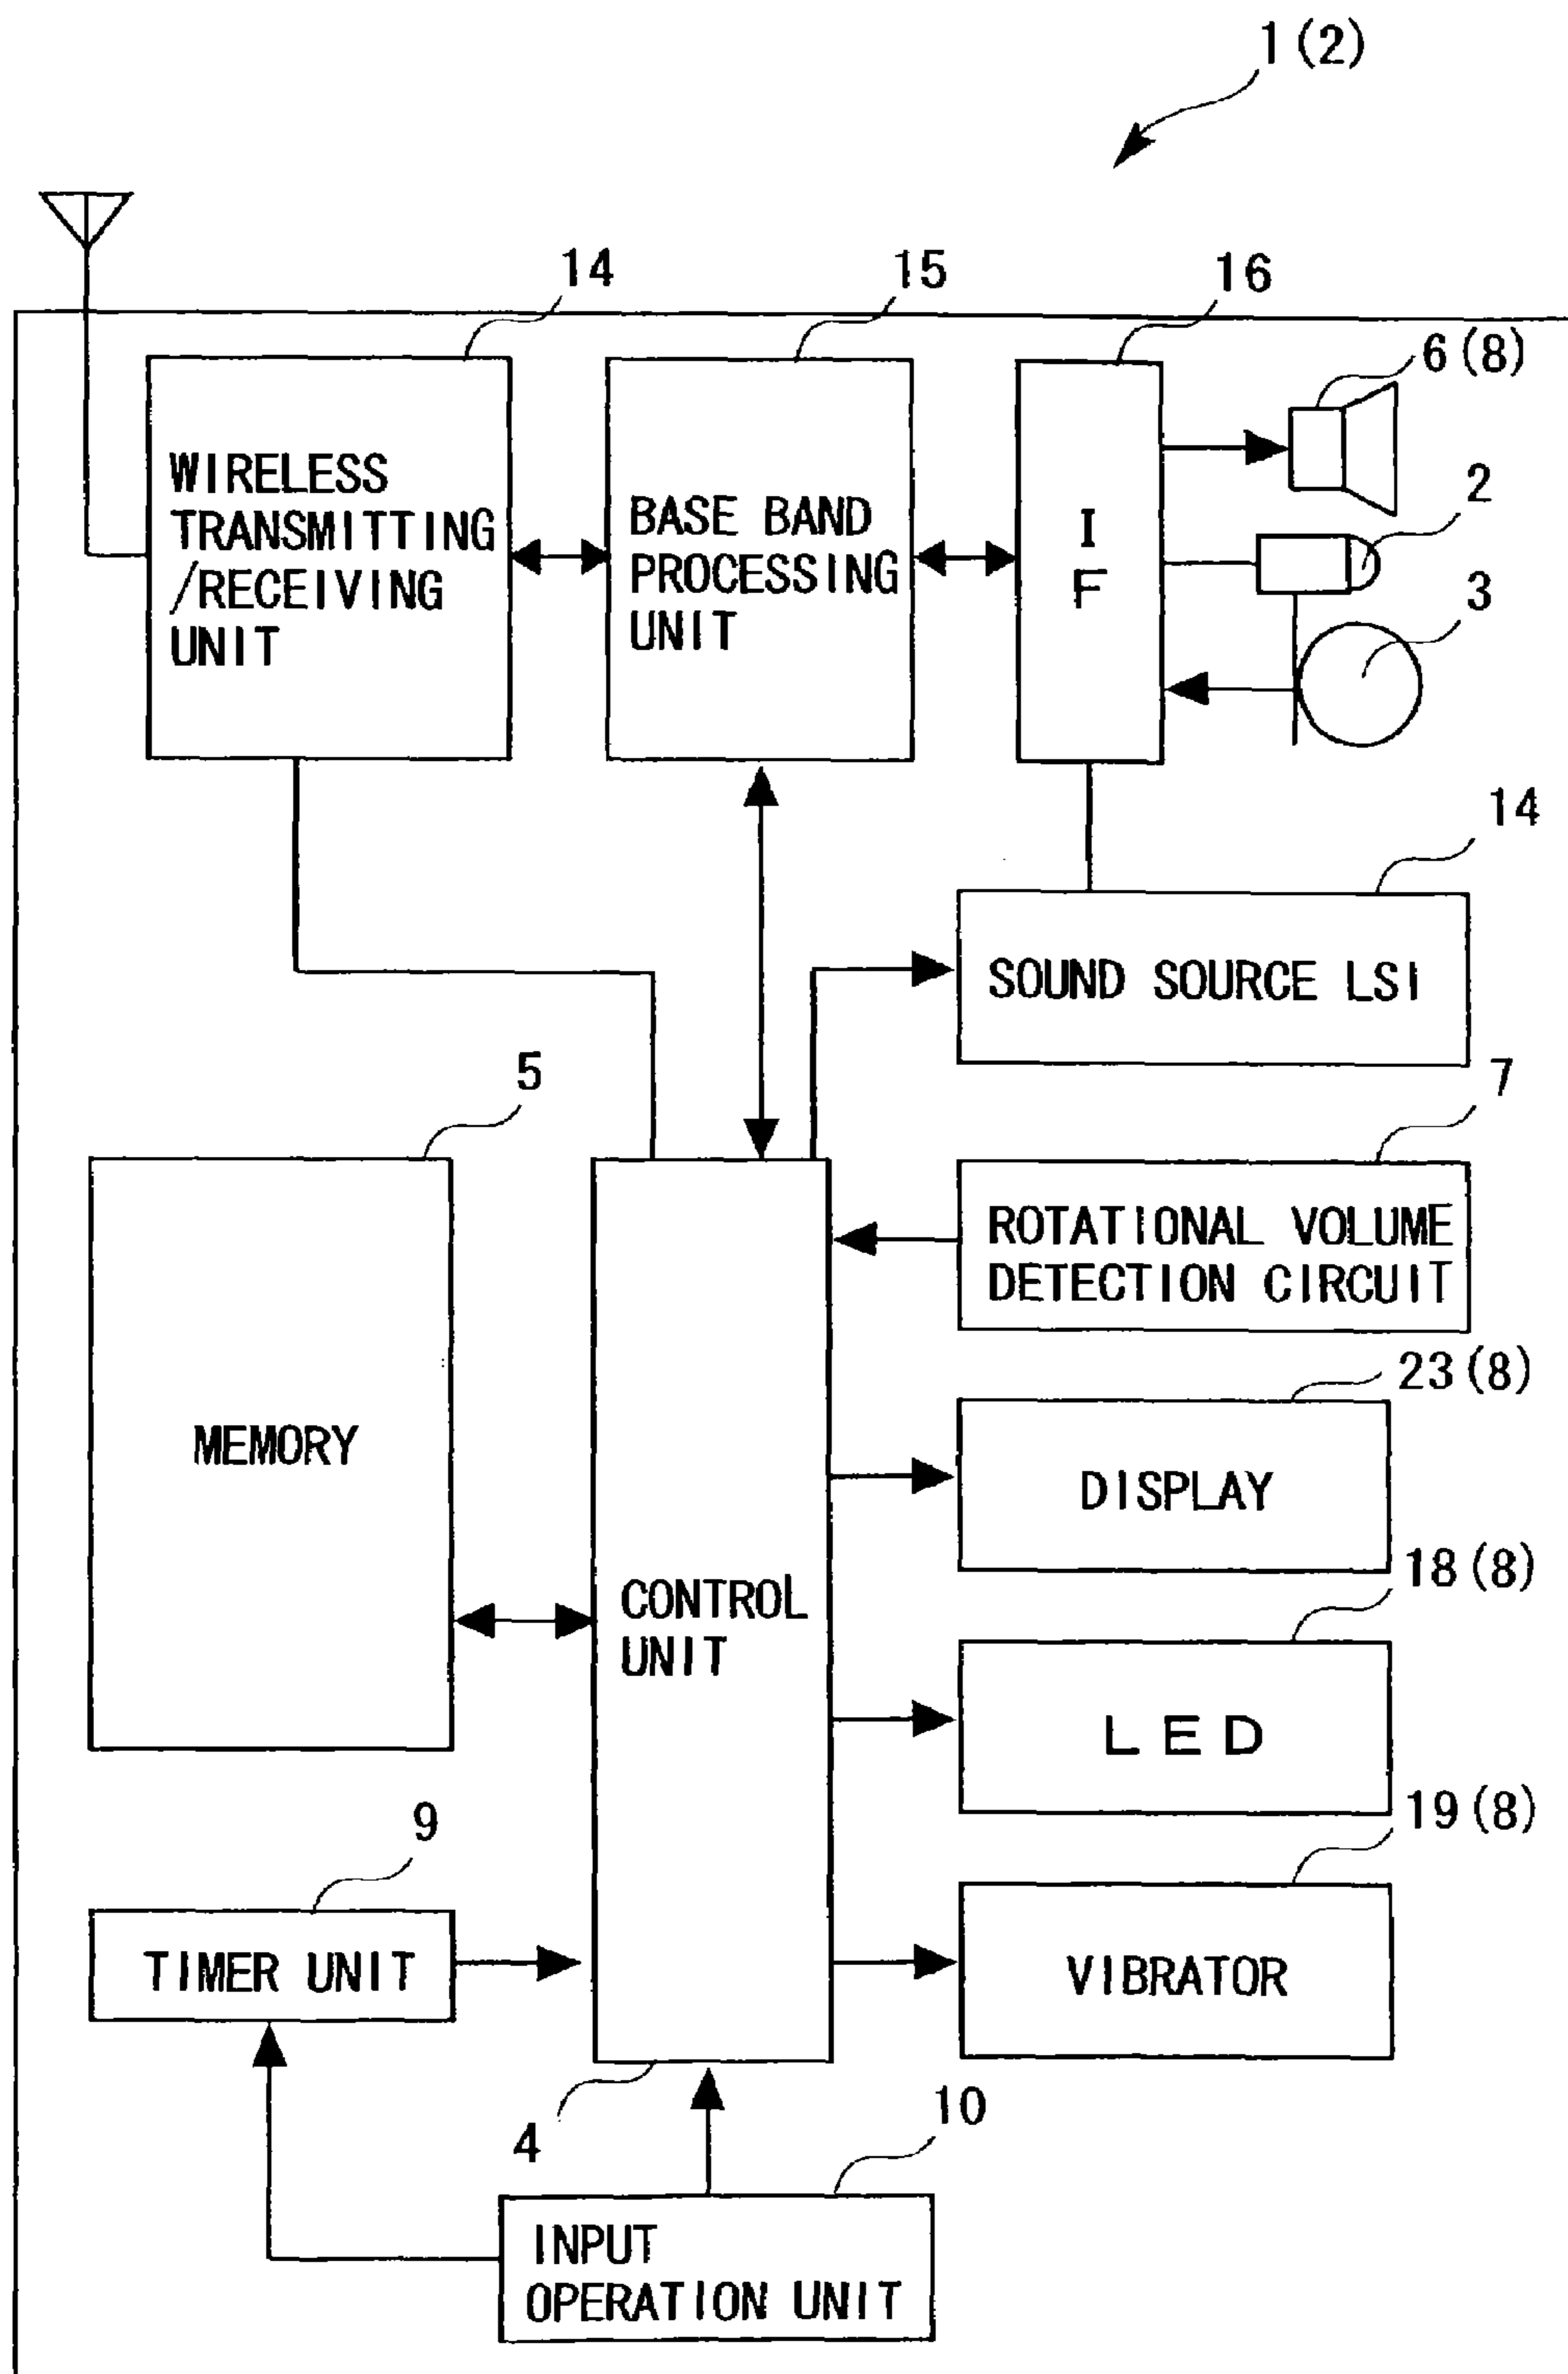 1(2)
14
15
16
6(8)
WIRELESS
TRANSMITTING
/RECEIVING
UNIT
BASE BAND
PROCESSING
UNIT
I
F
2
3
14
SOUND SOURCE LSI
5
7
MEMORY
ROTATIONAL VOLUME
DETECTION CIRCUIT
23(8)
DISPLAY
CONTROL
UNIT
18(8)
LED
9
19(8)
TIMER UNIT
VIBRATOR
4
10
INPUT
OPERATION UNIT